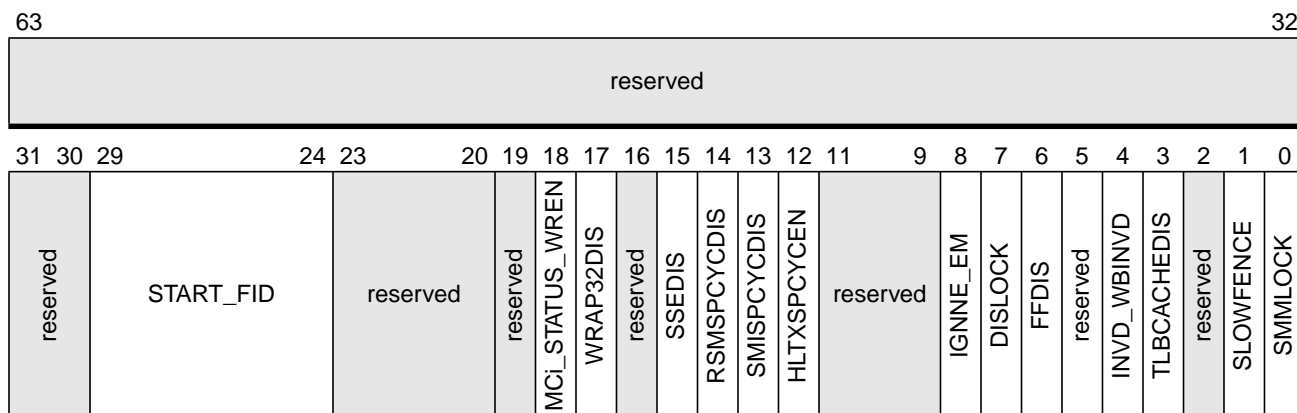 63 32
reserved
31 30 29 24 23 20 19 18 17 16 15 14 13 12 11 9 8 7 6 5 4 3 2 1 0
reserved
START_FID
reserved
reserved
MCi_STATUS_WREN
WRAP32DIS
reserved
SSEDIS
RSMSPCYCDIS
SMISPCYCDIS
HLTXSPCYCEN
reserved
IGNNE_EM
DISLOCK
FFDIS
reserved
INVD_WBINVD
TLBCACHEDIS
reserved
SLOWFENCE
SMMLOCK